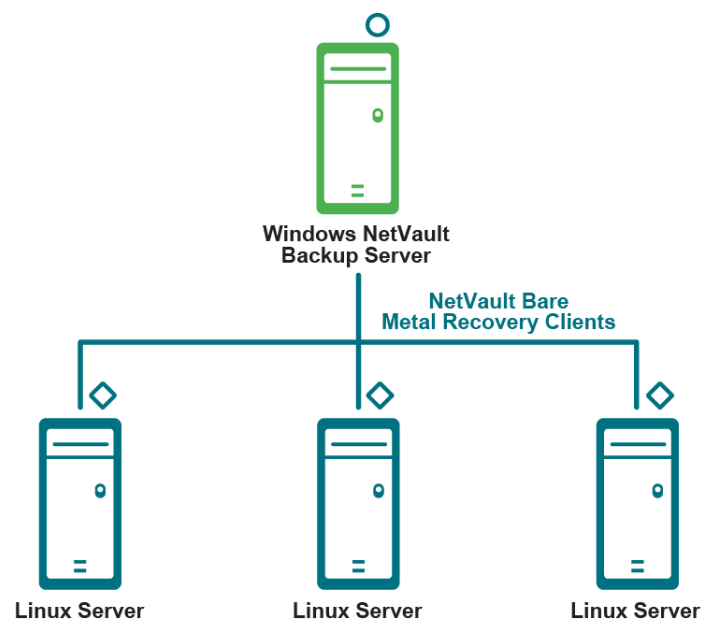 Windows NetVault
Backup Server
NetVault Bare
Metal Recovery Clients
Linux Server
Linux Server
Linux Server